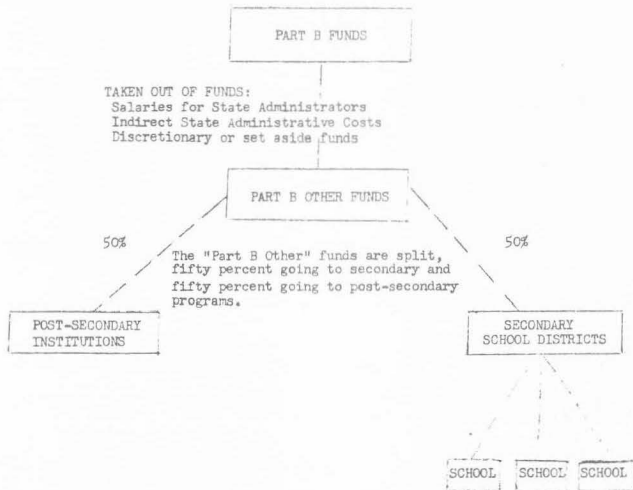 PART B FUNDS
TAKEN OUT OF FUNDS:
Salaries for State Administrators
Indirect State Administrative Costs
Discretionary or set aside funds
PART B OTHER FUNDS
50%
50%
The "Part B Other" funds are split,
fifty percent going to secondary and
fifty percent going to post-secondary
programs.
POST-SECONDARY
INSTITUTIONS
SECONDARY
SCHOOL DISTRICTS
SCHOOL
SCHOOL
SCHOOL